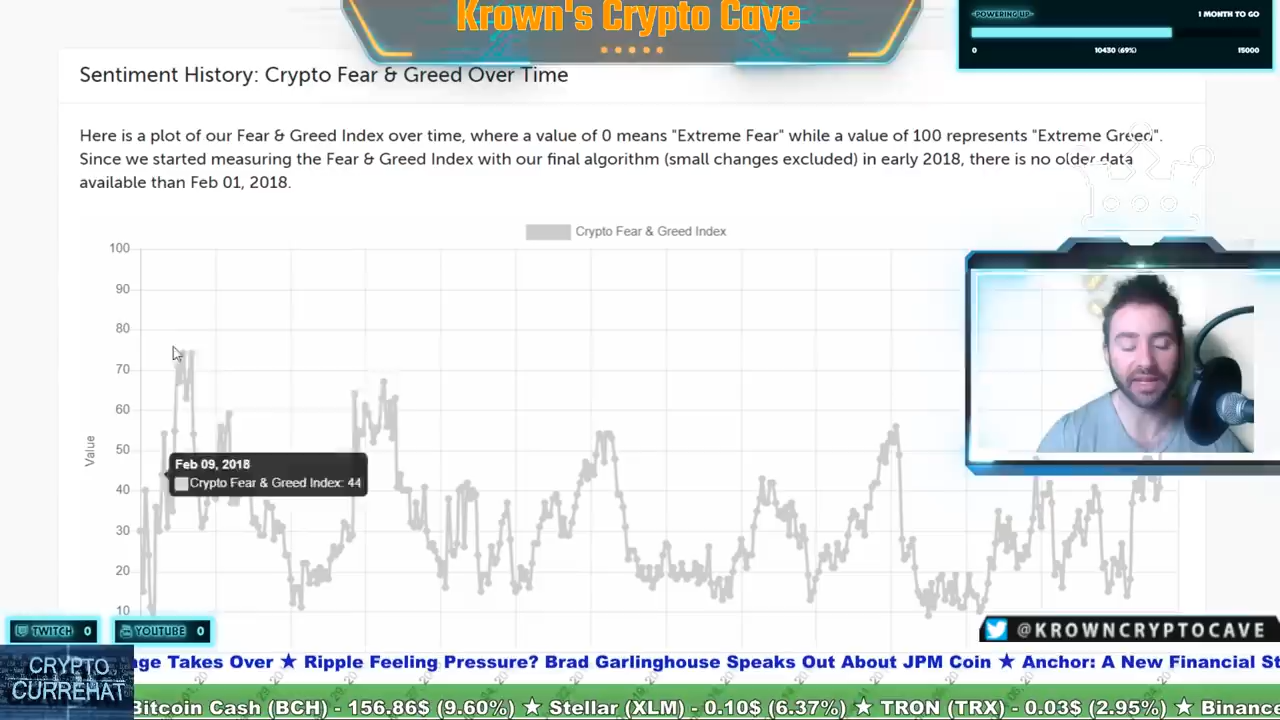 Krown's Crypto Cave
-POWERING UP-
1 MONTH TO GO
0
10430 (69%)
15000
Sentiment History: Crypto Fear & Greed Over Time
Here is a plot of our Fear & Greed Index over time, where a value of 0 means "Extreme Fear" while a value of 100 represents "Extreme Greed".
Since we started measuring the Fear & Greed Index with our final algorithm (small changes excluded) in early 2018, there is no older data
available than Feb 01, 2018.
Crypto Fear & Greed Index
100
90
80
70
60
50
40
30
20
10
Value
Feb 09, 2018
Crypto Fear & Greed Index: 44
TWITCH 0
YOUTUBE 0
@KROWNCRYPTOCAVE
CRYPTO
CURREHAT
ge Takes Over ★ Ripple Feeling Pressure? Brad Garlinghouse Speaks Out About JPM Coin ★ Anchor: A New Financial St
Bitcoin Cash (BCH) - 156.86$ (9.60%) ★ Stellar (XLM) - 0.10$ (6.37%) ★ TRON (TRX) - 0.03$ (2.95%) ★ Binance